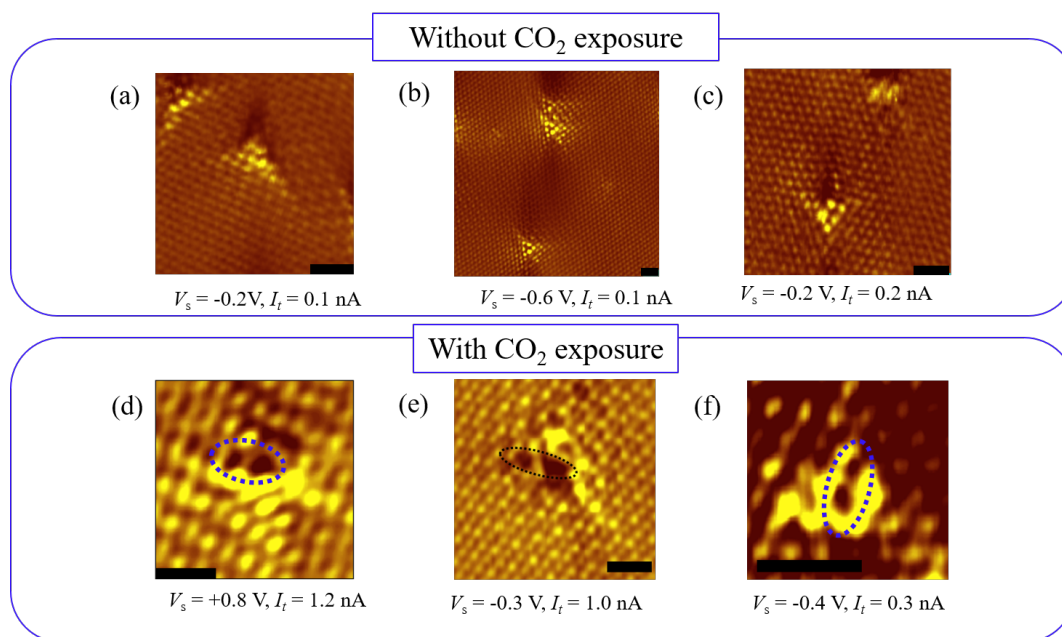 Without CO₂ exposure
(a)
(b)
(c)
Vs = -0.2V, It = 0.1 nA
Vs = -0.6 V, It = 0.1 nA
Vs = -0.2 V, It = 0.2 nA
With CO₂ exposure
(d)
(e)
(f)
Vs = +0.8 V, It = 1.2 nA
Vs = -0.3 V, It = 1.0 nA
Vs = -0.4 V, It = 0.3 nA